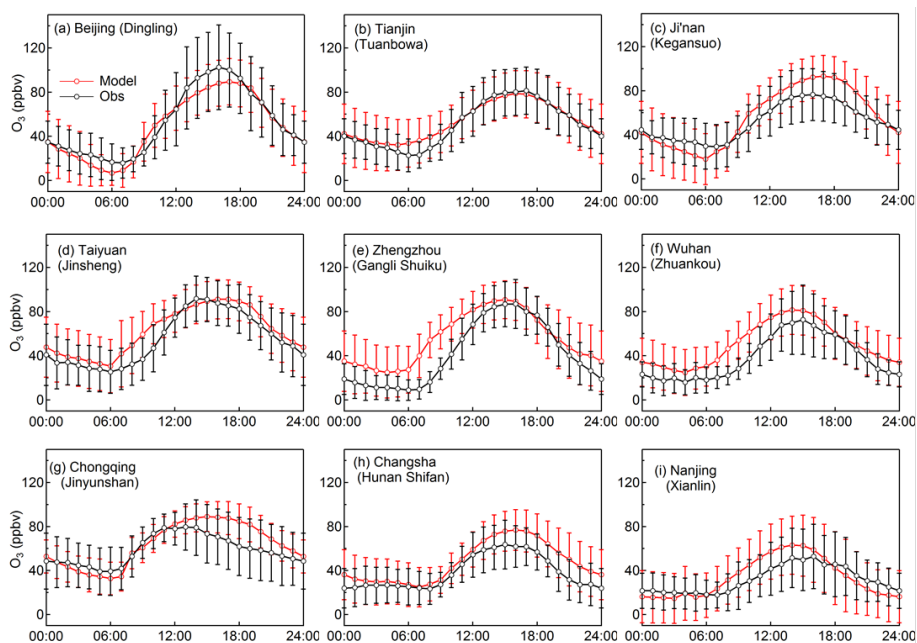 (a) Beijing (Dingling)
(b) Tianjin
(Tuanbowa)
(c) Ji'nan
(Kegansuo)
Model
Obs
O3 (ppbv)
120
80
40
0
00:00 06:00 12:00 18:00 24:00
120
80
40
0
00:00 06:00 12:00 18:00 24:00
120
80
40
0
00:00 06:00 12:00 18:00 24:00
(d) Taiyuan
(Jinsheng)
(e) Zhengzhou
(Gangli Shuiku)
(f) Wuhan
(Zhuankou)
O3 (ppbv)
120
80
40
0
00:00 06:00 12:00 18:00 24:00
120
80
40
0
00:00 06:00 12:00 18:00 24:00
120
80
40
0
00:00 06:00 12:00 18:00 24:00
(g) Chongqing
(Jinyunshan)
(h) Changsha
(Hunan Shifan)
(i) Nanjing
(Xianlin)
O3 (ppbv)
120
80
40
0
00:00 06:00 12:00 18:00 24:00
120
80
40
0
00:00 06:00 12:00 18:00 24:00
120
80
40
0
00:00 06:00 12:00 18:00 24:00